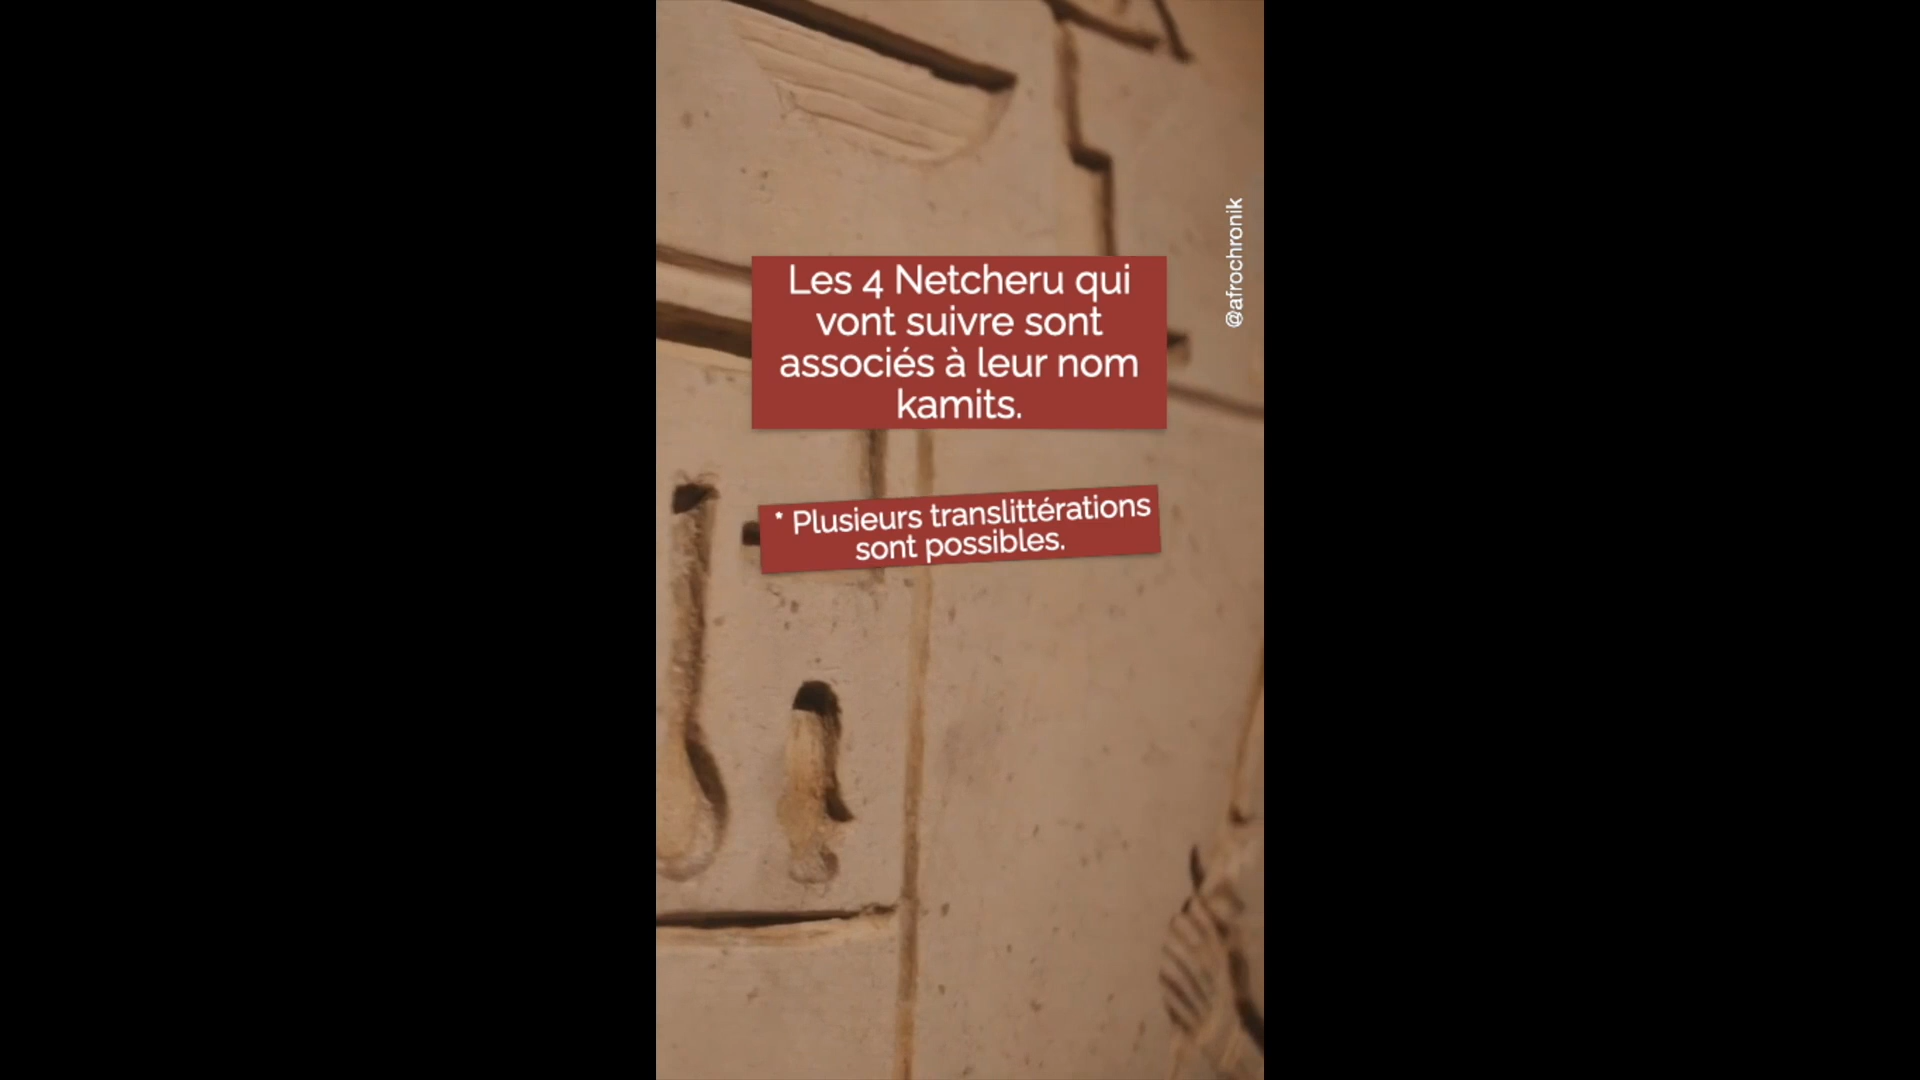 Les 4 Netcheru qui
vont suivre sont
associés à leur nom
kamits.
* Plusieurs translittérations
sont possibles.
@afrochronik